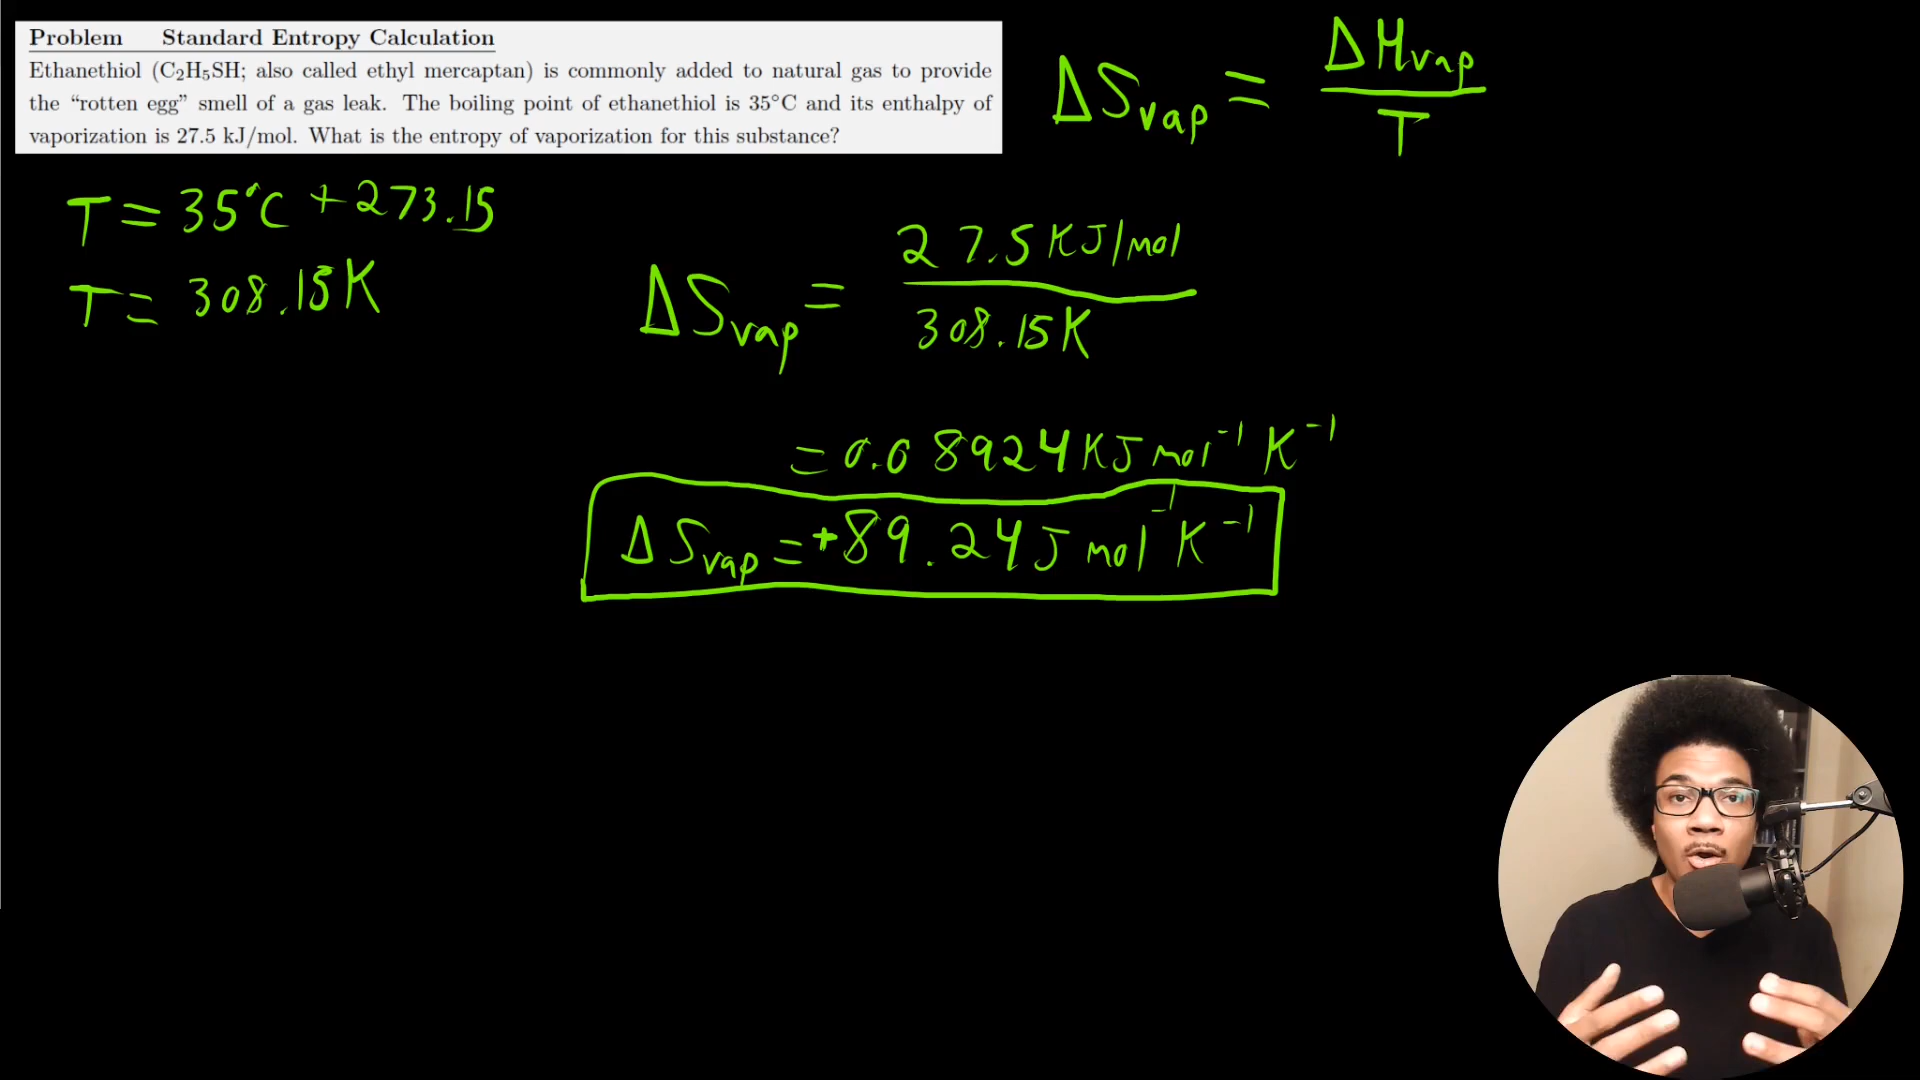 Problem Standard Entropy Calculation
Ethanethiol (C₂H₅SH; also called ethyl mercaptan) is commonly added to natural gas to provide
the “rotten egg” smell of a gas leak. The boiling point of ethanethiol is 35°C and its enthalpy of
vaporization is 27.5 kJ/mol. What is the entropy of vaporization for this substance?
ΔSvap = ΔHvap / T
T = 35°C + 273.15
T = 308.15K
ΔSvap = 27.5 KJ/mol / 308.15K
= 0.08924 KJ mol⁻¹ K⁻¹
ΔSvap = +89.24 J mol⁻¹ K⁻¹